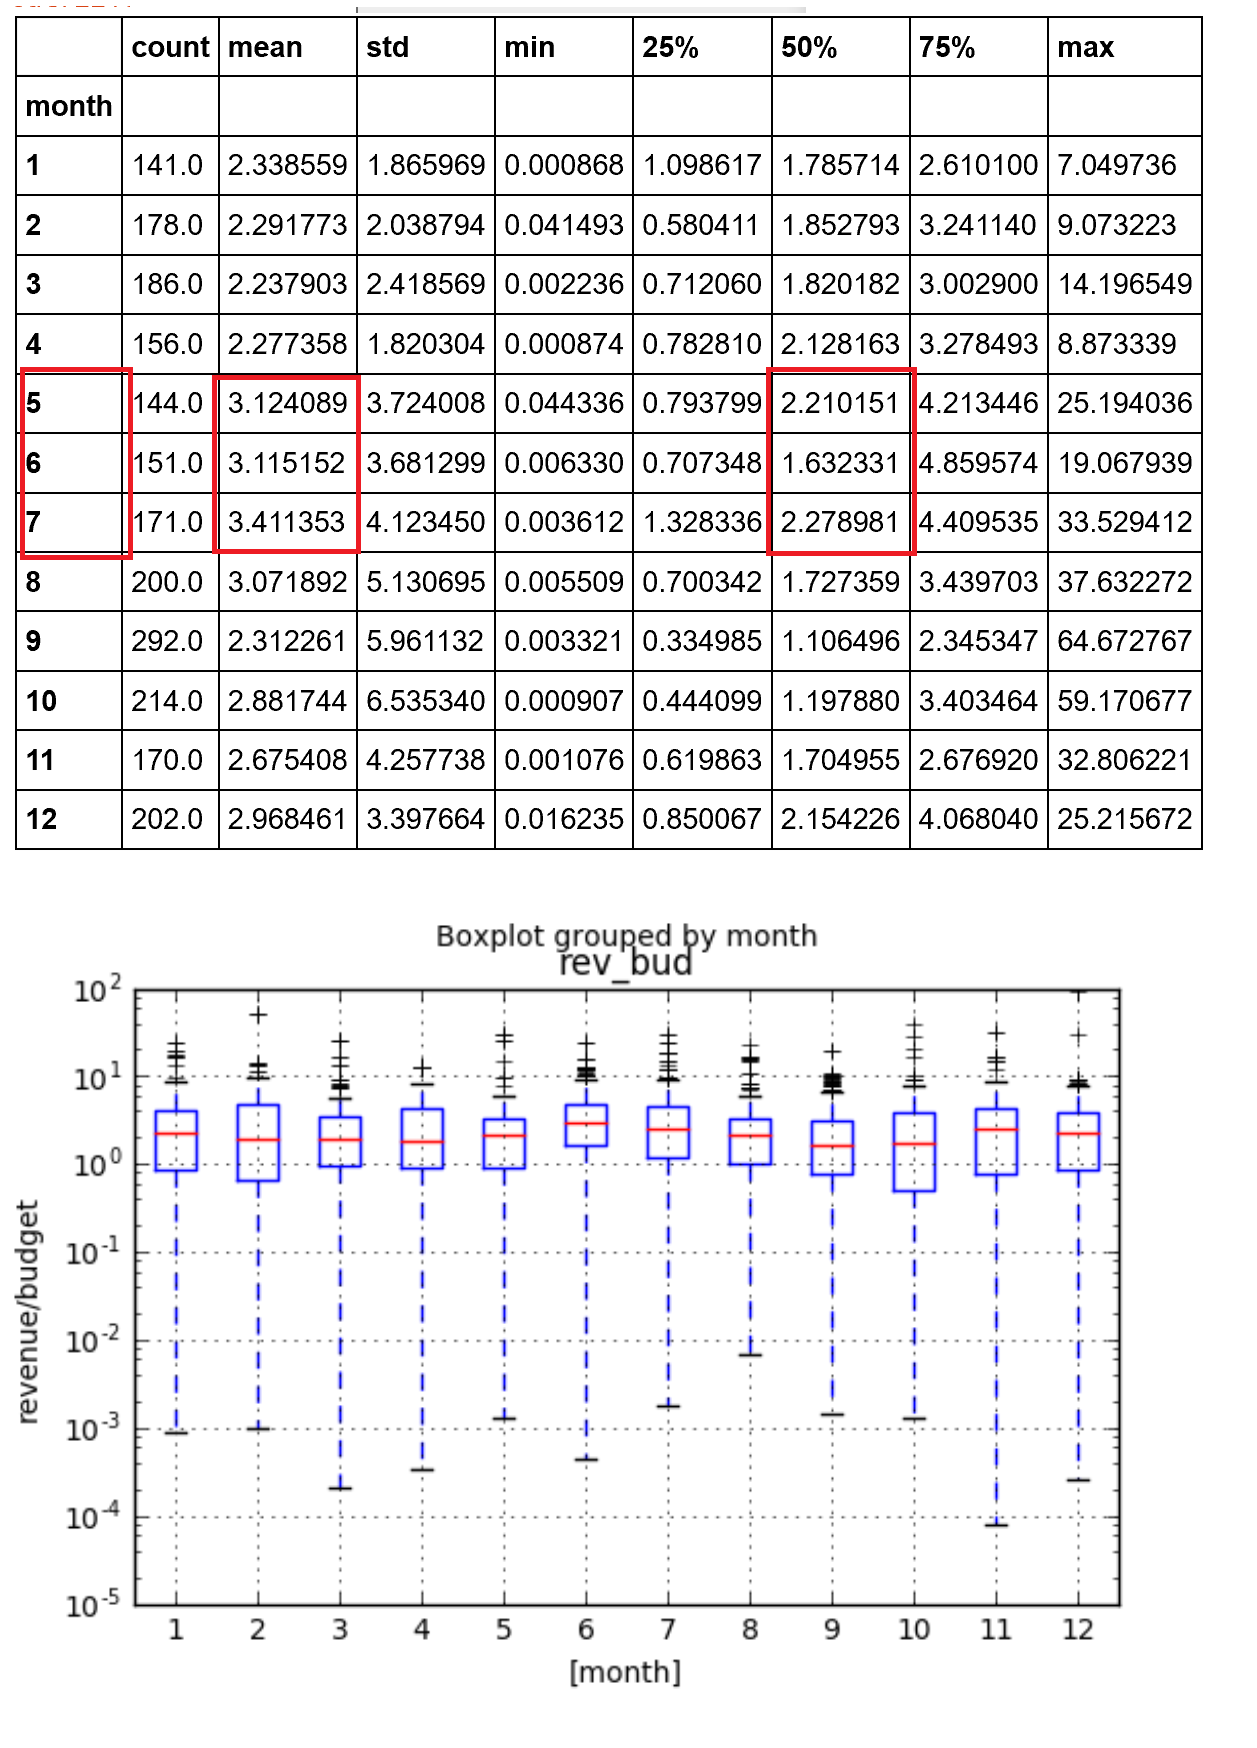 count mean std min 25% 50% 75% max
month
1 141.0 2.338559 1.865969 0.000868 1.098617 1.785714 2.610100 7.049736
2 178.0 2.291773 2.038794 0.041493 0.580411 1.852793 3.241140 9.073223
3 186.0 2.237903 2.418569 0.002236 0.712060 1.820182 3.002900 14.196549
4 156.0 2.277358 1.820304 0.000874 0.782810 2.128163 3.278493 8.873339
5 144.0 3.124089 3.724008 0.044336 0.793799 2.210151 4.213446 25.194036
6 151.0 3.115152 3.681299 0.006330 0.707348 1.632331 4.859574 19.067939
7 171.0 3.411353 4.123450 0.003612 1.328336 2.278981 4.409535 33.529412
8 200.0 3.071892 5.130695 0.005509 0.700342 1.727359 3.439703 37.632272
9 292.0 2.312261 5.961132 0.003321 0.334985 1.106496 2.345347 64.672767
10 214.0 2.881744 6.535340 0.000907 0.444099 1.197880 3.403464 59.170677
11 170.0 2.675408 4.257738 0.001076 0.619863 1.704955 2.676920 32.806221
12 202.0 2.968461 3.397664 0.016235 0.850067 2.154226 4.068040 25.215672
Boxplot grouped by month
rev_bud
10^2
10^1
10^0
10^-1
10^-2
10^-3
10^-4
10^-5
revenue/budget
1 2 3 4 5 6 7 8 9 10 11 12
[month]